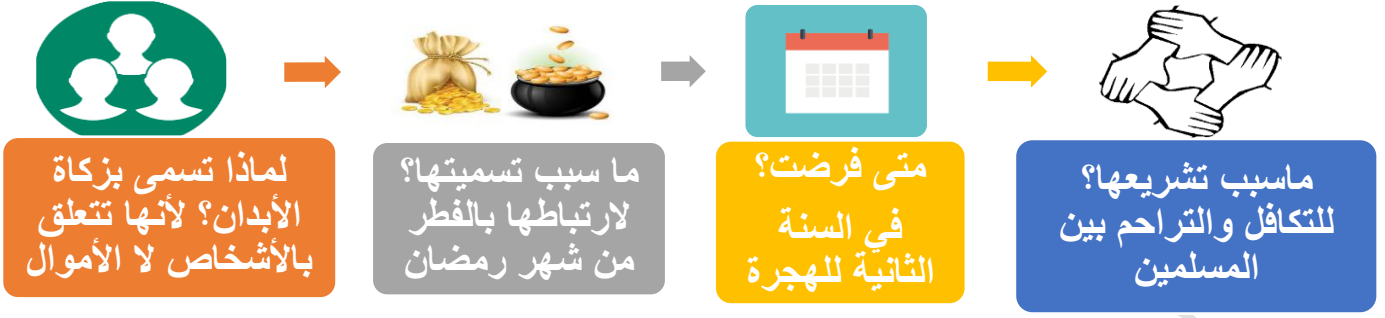 لماذا تسمى بزكاة
الأبدان؟ لأنها تتعلق
بالأشخاص لا الأموال
ما سبب تسميتها؟
لارتباطها بالفطر
من شهر رمضان
متى فرضت؟
في السنة
الثانية للهجرة
ماسبب تشريعها؟
للتكافل والتراحم بين
المسلمين